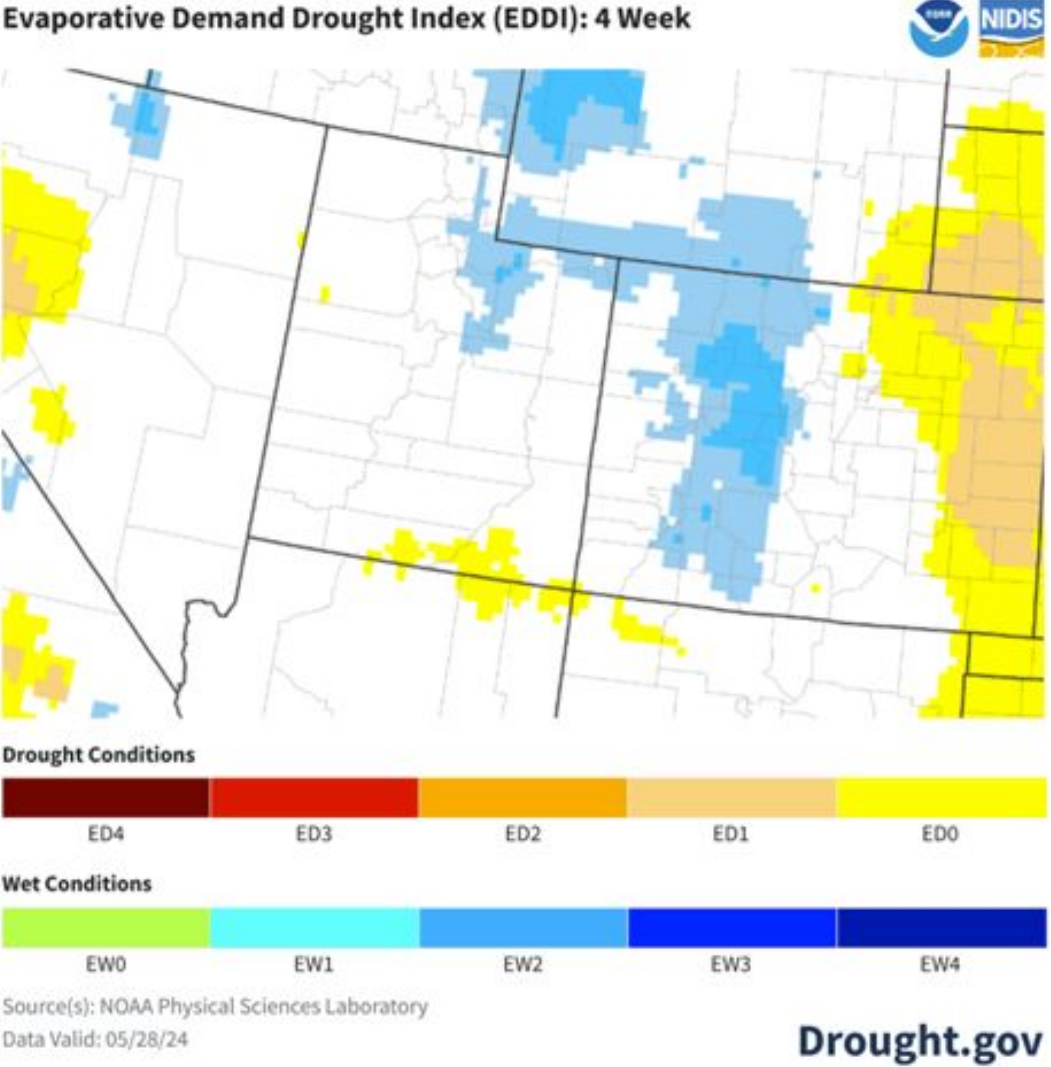 Evaporative Demand Drought Index (EDDI): 4 Week
NOAA
NIDIS
Drought Conditions
ED4 ED3 ED2 ED1 ED0
Wet Conditions
EW0 EW1 EW2 EW3 EW4
Source(s): NOAA Physical Sciences Laboratory
Data Valid: 05/28/24
Drought.gov